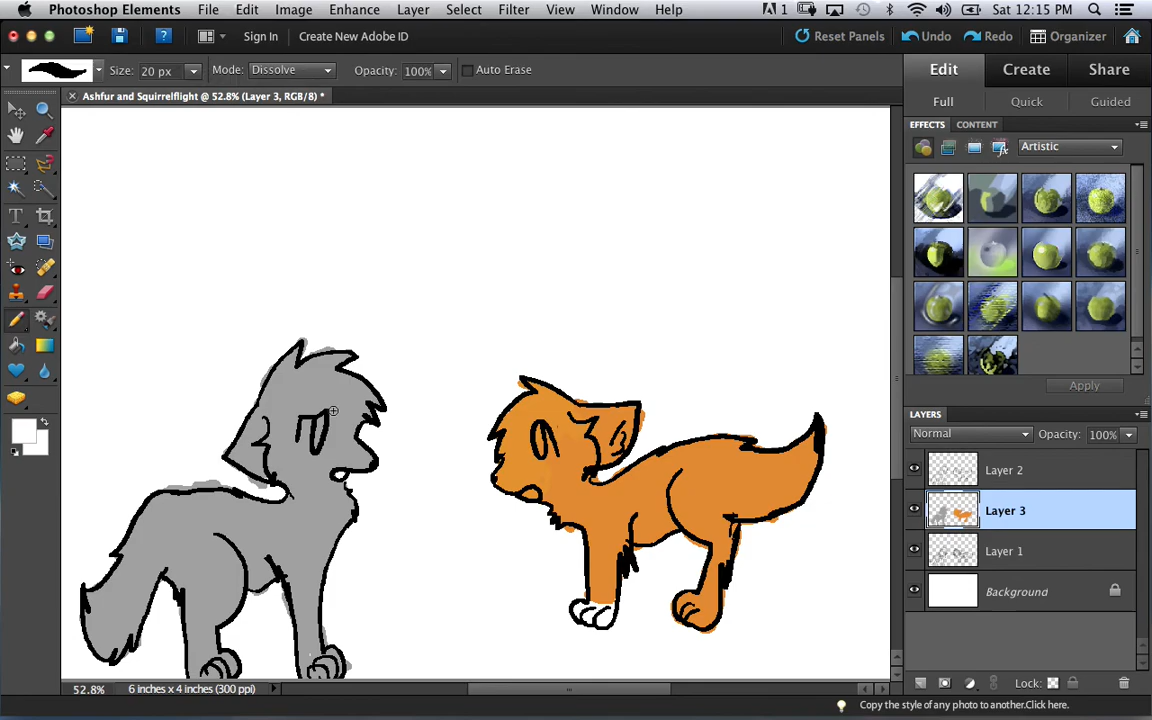 Photoshop Elements File Edit Image Enhance Layer Select Filter View Window Help 1 Sat 12:15 PM
Sign In Create New Adobe ID Reset Panels Undo Redo Organizer
Size: 20 px Mode: Dissolve Opacity: 100% Auto Erase
Edit Create Share
Ashfur and Squirrelflight @ 52.8% (Layer 3, RGB/8) *
Full Quick Guided
EFFECTS CONTENT
Artistic
T
Apply
LAYERS
Normal Opacity: 100%
Layer 2
Layer 3
Layer 1
Background
52.8% 6 inches x 4 inches (300 ppi)
Lock:
Copy the style of any photo to another.Click here.